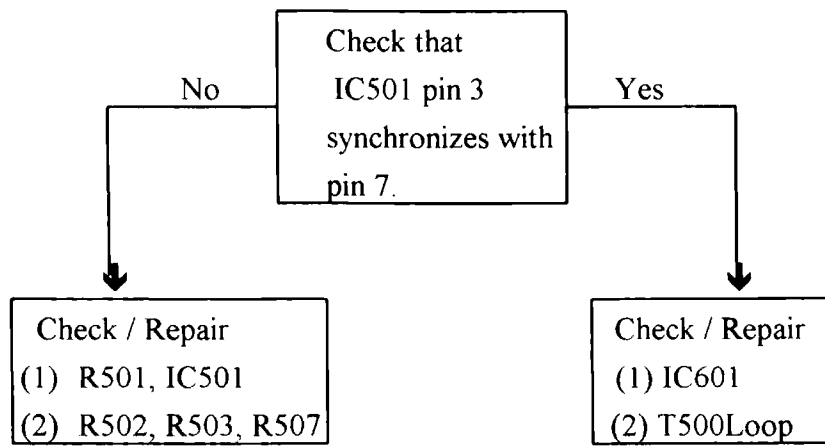 Check that
IC501 pin 3
synchronizes with
pin 7.
No
Yes
Check / Repair
(1) R501, IC501
(2) R502, R503, R507
Check / Repair
(1) IC601
(2) T500Loop